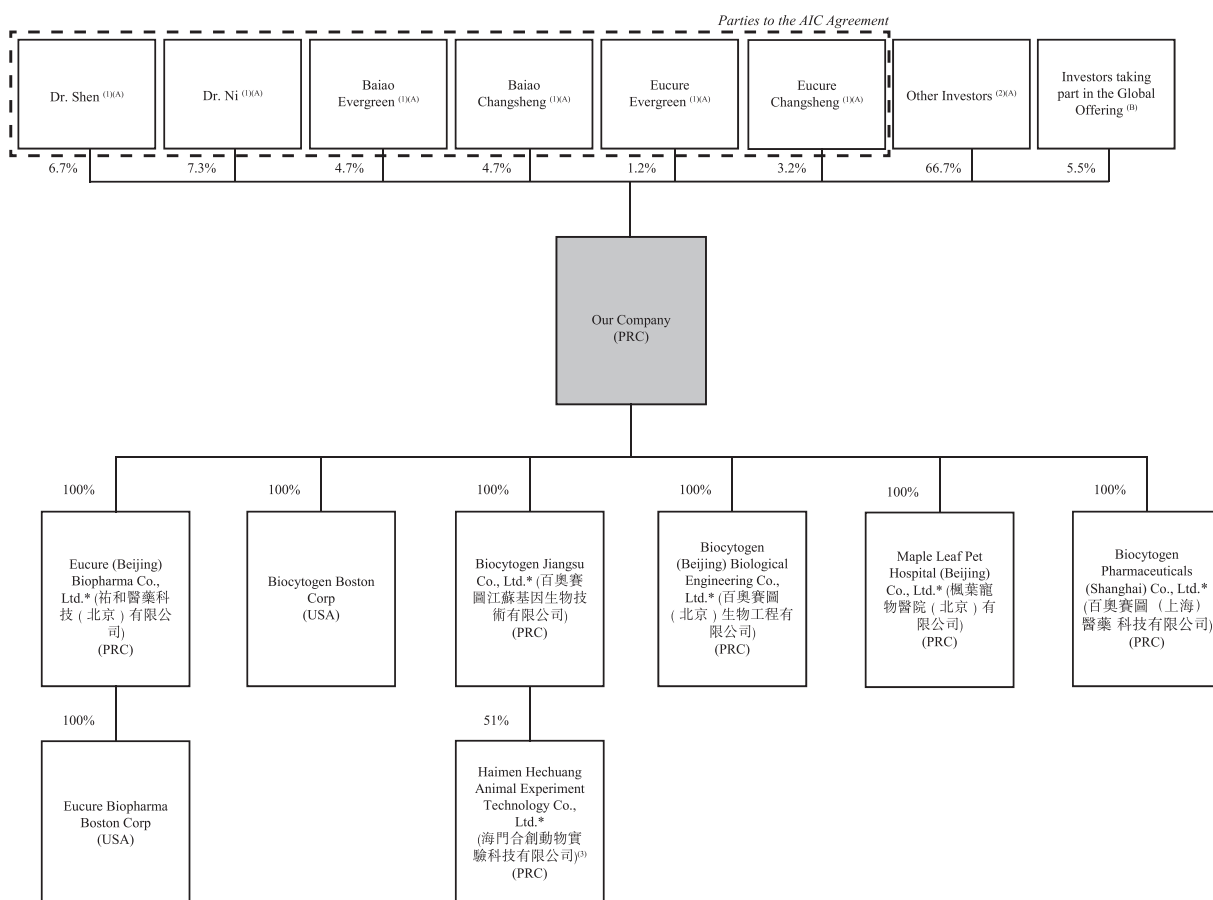 Parties to the AIC Agreement
Dr. Shen (1)(A)
Dr. Ni (1)(A)
Baiao
Evergreen (1)(A)
Baiao
Changsheng (1)(A)
Eucure
Evergreen (1)(A)
Eucure
Changsheng (1)(A)
Other Investors (2)(A)
Investors taking
part in the Global
Offering (B)
6.7%
7.3%
4.7%
4.7%
1.2%
3.2%
66.7%
5.5%
Our Company
(PRC)
100%
100%
100%
100%
100%
100%
Eucure (Beijing)
Biopharma Co.,
Ltd.* (祐和醫藥科
技（北京）有限公
司)
(PRC)
Biocytogen Boston
Corp
(USA)
Biocytogen Jiangsu
Co., Ltd.* (百奧賽
圖江蘇基因生物技
術有限公司)
(PRC)
Biocytogen
(Beijing) Biological
Engineering Co.,
Ltd.* (百奧賽圖
（北京）生物工程有
限公司)
(PRC)
Maple Leaf Pet
Hospital (Beijing)
Co., Ltd.* (楓葉寵
物醫院（北京）有
限公司)
(PRC)
Biocytogen
Pharmaceuticals
(Shanghai) Co., Ltd.*
(百奧賽圖（上海）
醫藥 科技有限公司)
(PRC)
100%
51%
Eucure Biopharma
Boston Corp
(USA)
Haimen Hechuang
Animal Experiment
Technology Co.,
Ltd.*
(海門合創動物實
驗科技有限公司)(3)
(PRC)